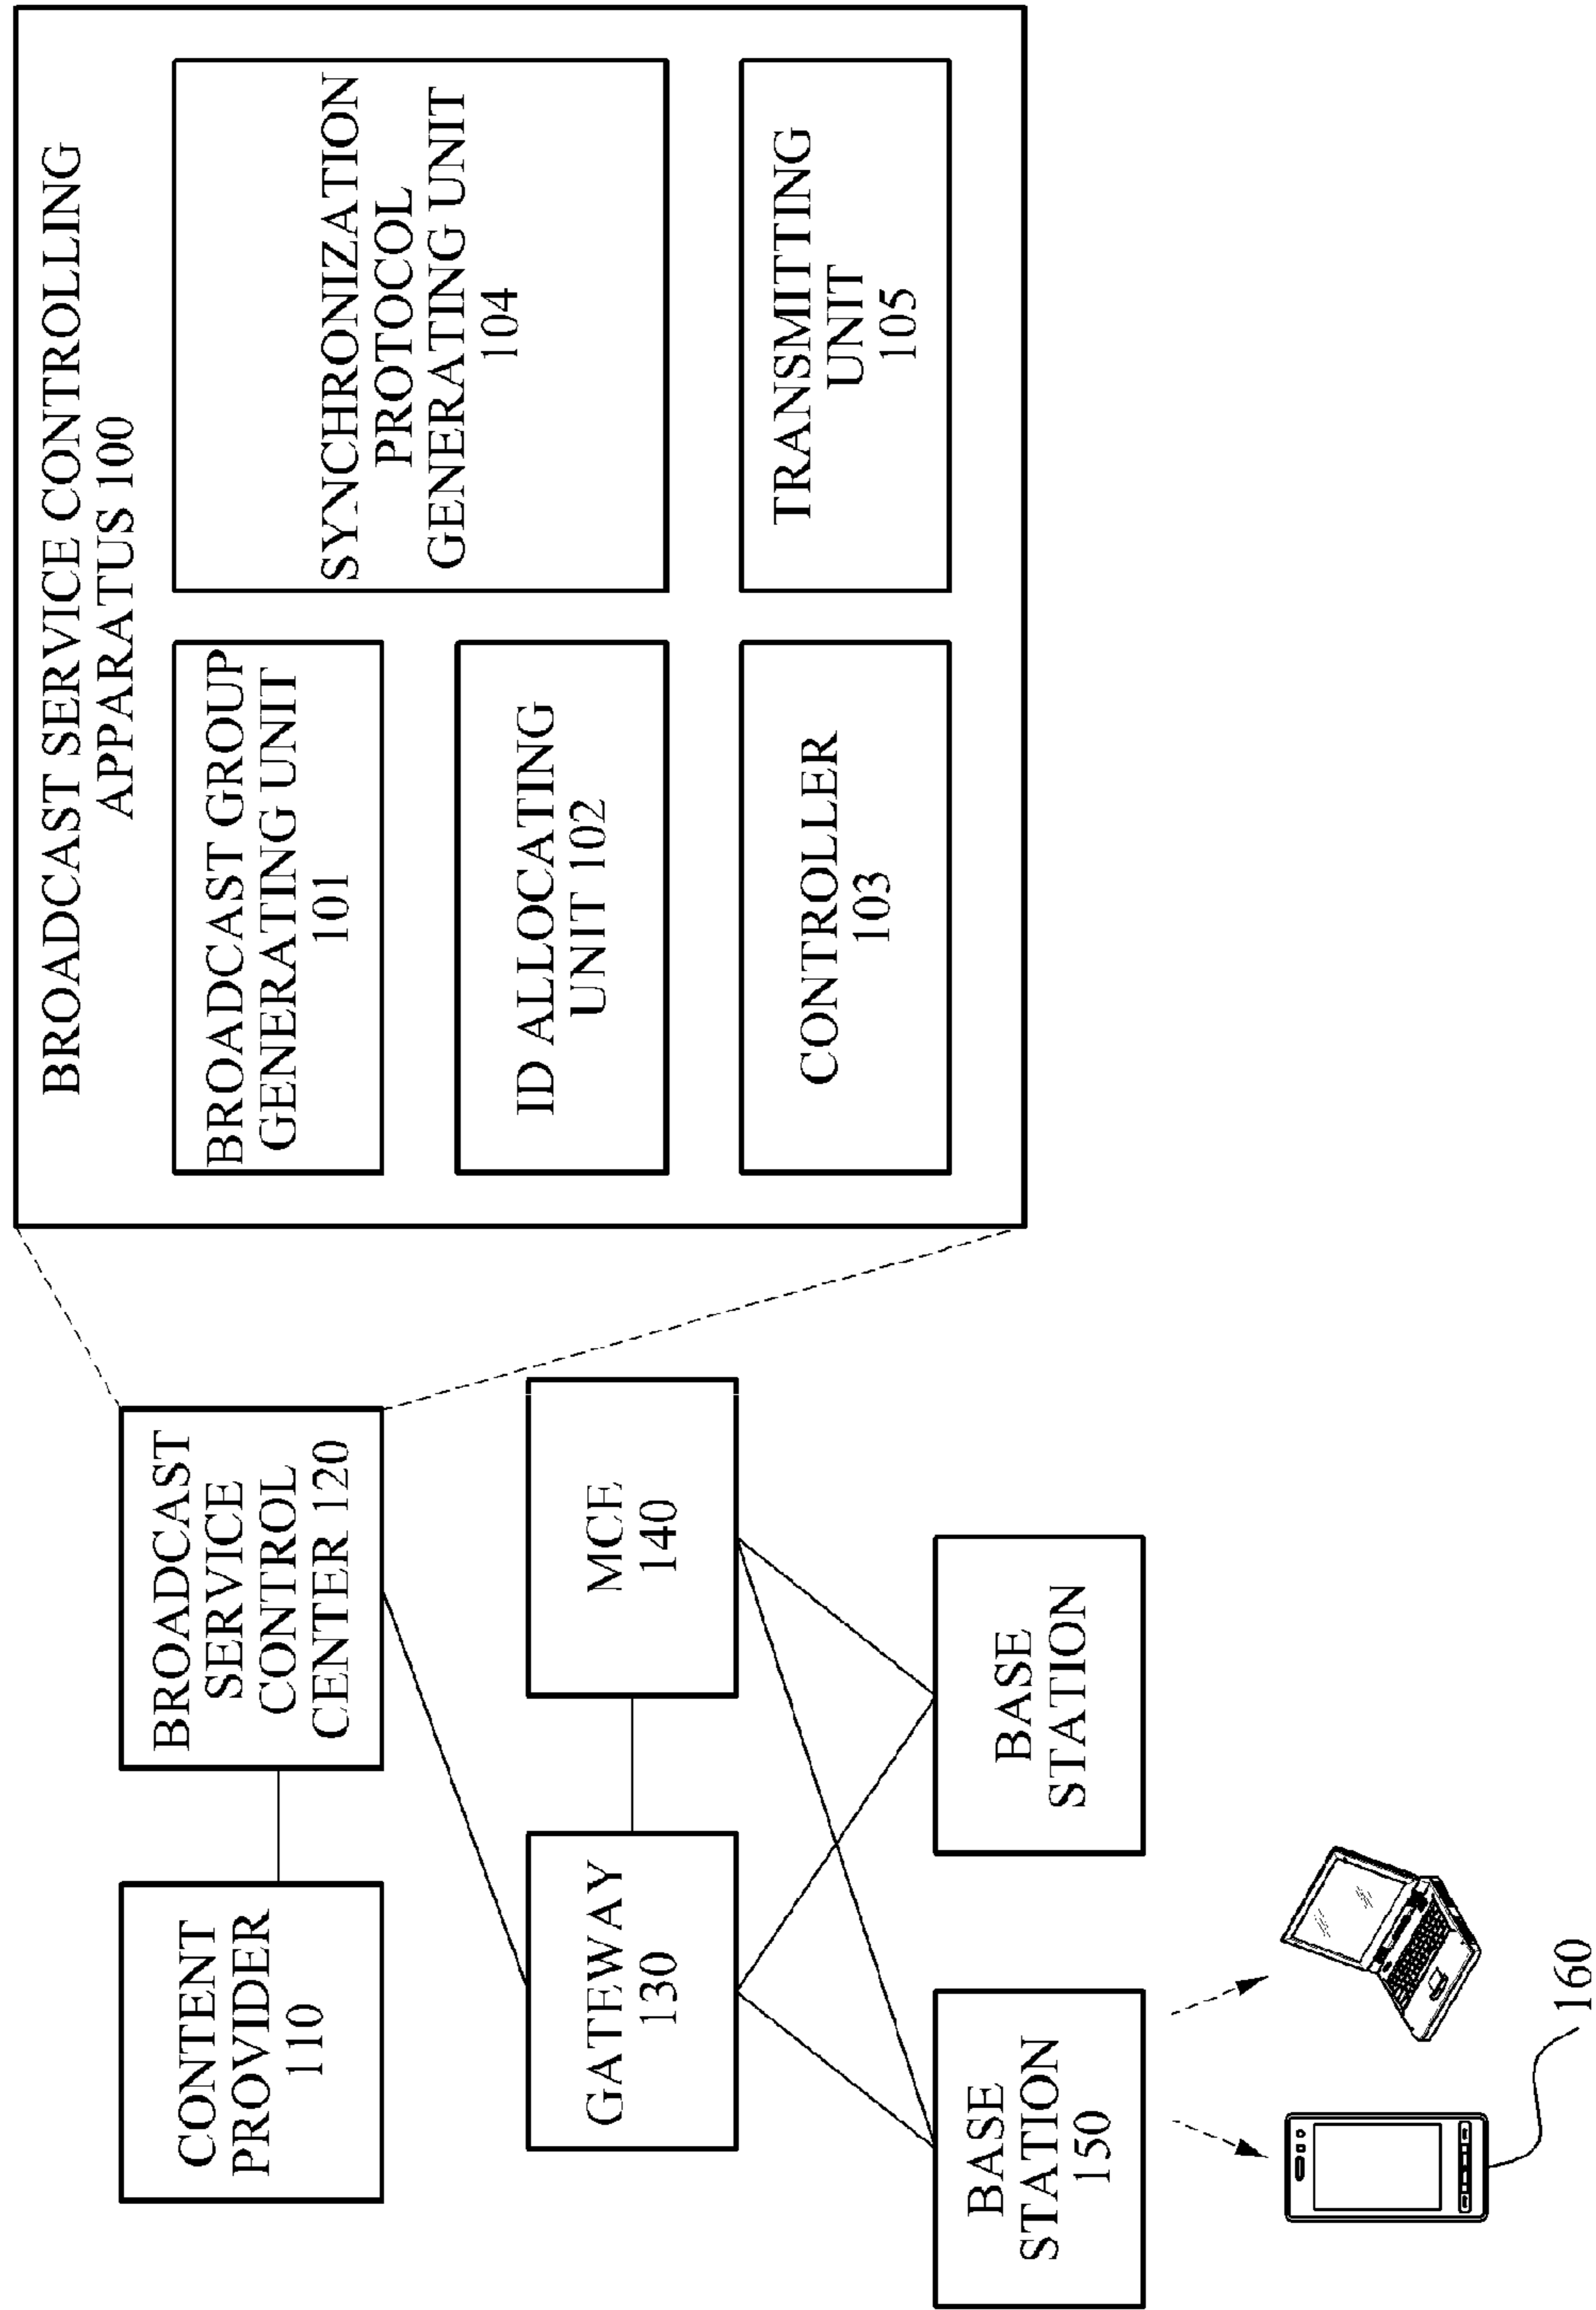 BROADCAST SERVICE CONTROLLING
APPARATUS 100
BROADCAST GROUP
GENERATING UNIT
101
ID ALLOCATING
UNIT 102
CONTROLLER
103
SYNCHRONIZATION
PROTOCOL
GENERATING UNIT
104
TRANSMITTING
UNIT
105
CONTENT
PROVIDER
110
BROADCAST
SERVICE
CONTROL
CENTER 120
GATEWAY
130
MCE
140
BASE
STATION
150
BASE
STATION
160